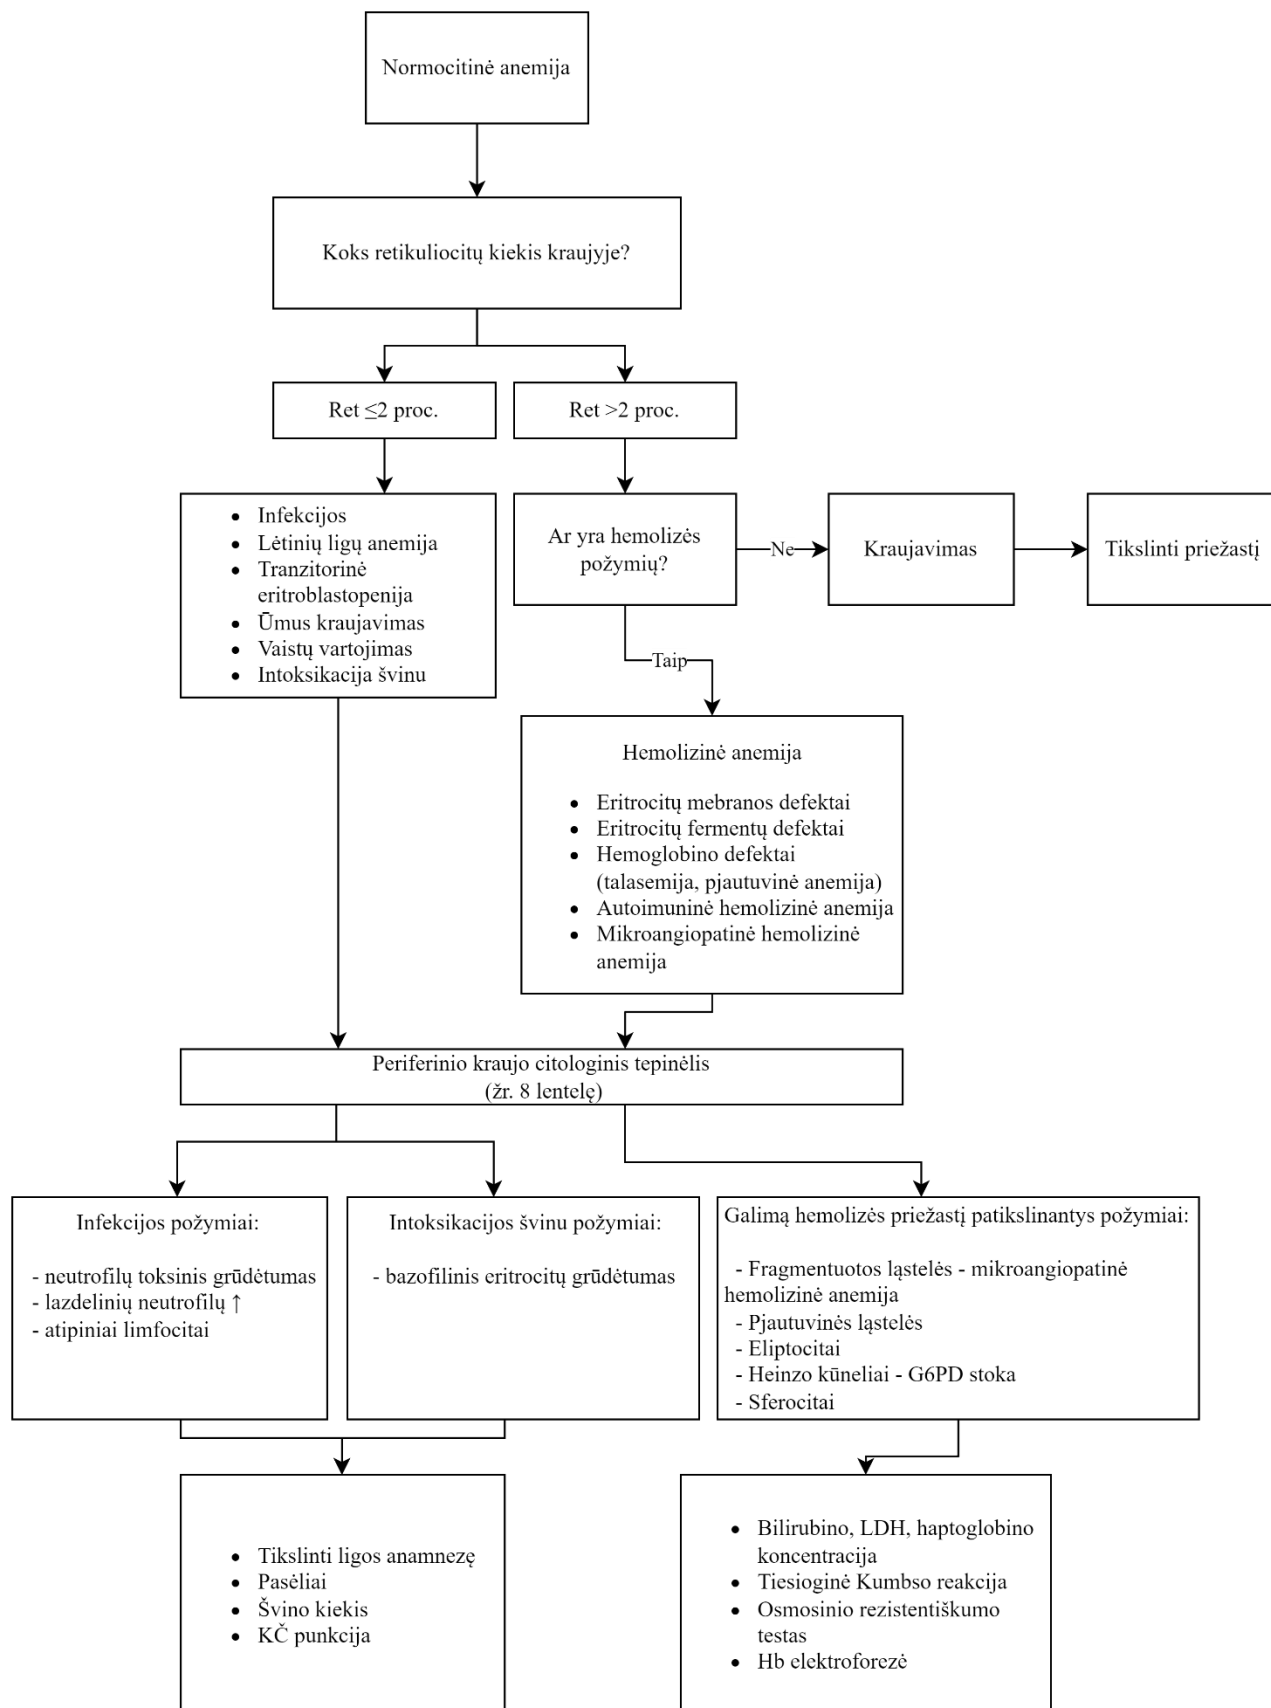 Normocitinė anemija
Koks retikuliocitų kiekis kraujyje?
Ret ≤2 proc.
Ret >2 proc.
• Infekcijos
• Lėtinių ligų anemija
• Tranzitorinė
eritroblastopenija
• Ūmus kraujavimas
• Vaistų vartojimas
• Intoksikacija švinu
Ar yra hemolizės
požymių?
Ne
Kraujavimas
Tikslinti priežastį
Taip
Hemolizinė anemija
• Eritrocitų mebranos defektai
• Eritrocitų fermentų defektai
• Hemoglobino defektai
(talasemija, pjautuvinė anemija)
• Autoimuninė hemolizinė anemija
• Mikroangiopatinė hemolizinė
anemija
Periferinio kraujo citologinis tepinėlis
(žr. 8 lentelę)
Infekcijos požymiai:
- neutrofilų toksinis grūdėtumas
- lazdelinių neutrofilų ↑
- atipiniai limfocitai
Intoksikacijos švinu požymiai:
- bazofilinis eritrocitų grūdėtumas
Galimą hemolizės priežastį patikslinantys požymiai:
- Fragmentuotos ląstelės - mikroangiopatinė
hemolizinė anemija
- Pjautuvinės ląstelės
- Eliptocitai
- Heinzo kūneliai - G6PD stoka
- Sferocitai
• Tikslinti ligos anamnezę
• Pasėliai
• Švino kiekis
• KČ punkcija
• Bilirubino, LDH, haptoglobino
koncentracija
• Tiesioginė Kumbso reakcija
• Osmosinio rezistentiškumo
testas
• Hb elektroforezė